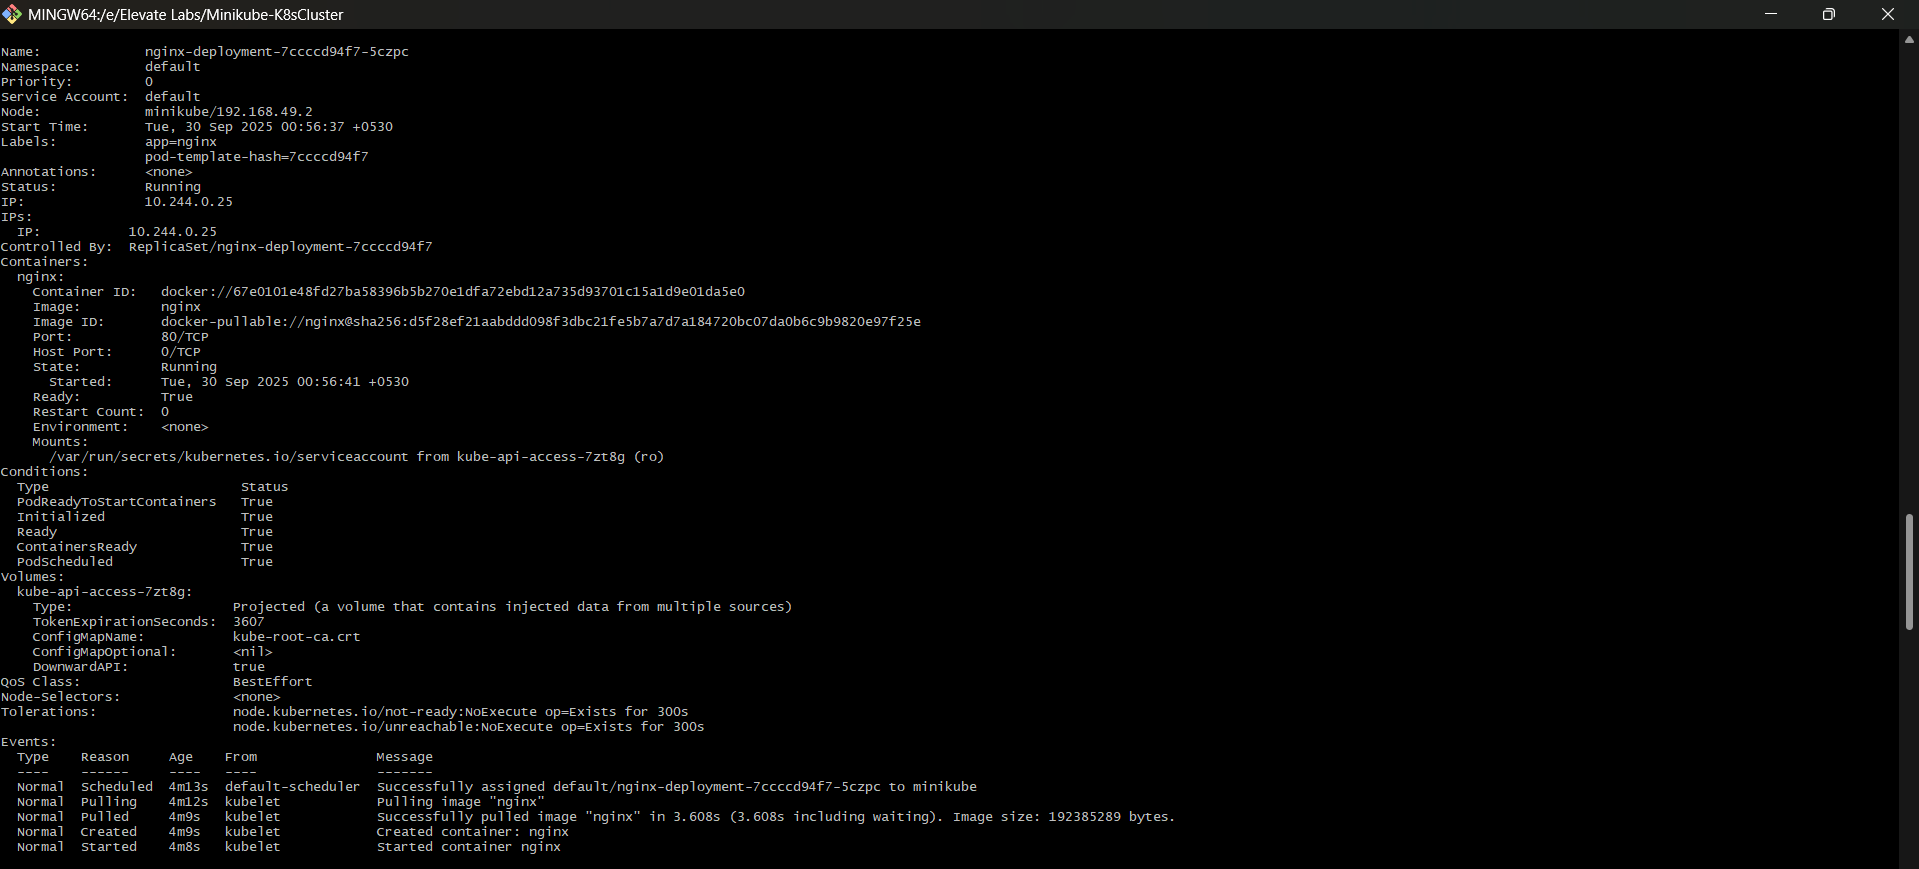 MINGW64:/e/Elevate Labs/Minikube-K8sCluster
Name:             nginx-deployment-7ccccd94f7-5czpc
Namespace:        default
Priority:         0
Service Account:  default
Node:             minikube/192.168.49.2
Start Time:       Tue, 30 Sep 2025 00:56:37 +0530
Labels:           app=nginx
                  pod-template-hash=7ccccd94f7
Annotations:      <none>
Status:           Running
IP:               10.244.0.25
IPs:
  IP:           10.244.0.25
Controlled By:  ReplicaSet/nginx-deployment-7ccccd94f7
Containers:
  nginx:
    Container ID:   docker://67e0101e48fd27ba58396b5b270e1dfa72ebd12a735d93701c15a1d9e01da5e0
    Image:          nginx
    Image ID:       docker-pullable://nginx@sha256:d5f28ef21aabddd098f3dbc21fe5b7a7d7a184720bc07da0b6c9b9820e97f25e
    Port:           80/TCP
    Host Port:      0/TCP
    State:          Running
      Started:      Tue, 30 Sep 2025 00:56:41 +0530
    Ready:          True
    Restart Count:  0
    Environment:    <none>
    Mounts:
      /var/run/secrets/kubernetes.io/serviceaccount from kube-api-access-7zt8g (ro)
Conditions:
  Type                        Status
  PodReadyToStartContainers   True
  Initialized                 True
  Ready                       True
  ContainersReady             True
  PodScheduled                True
Volumes:
  kube-api-access-7zt8g:
    Type:                    Projected (a volume that contains injected data from multiple sources)
    TokenExpirationSeconds:  3607
    ConfigMapName:           kube-root-ca.crt
    ConfigMapOptional:       <nil>
    DownwardAPI:             true
QoS Class:                   BestEffort
Node-Selectors:              <none>
Tolerations:                 node.kubernetes.io/not-ready:NoExecute op=Exists for 300s
                             node.kubernetes.io/unreachable:NoExecute op=Exists for 300s
Events:
  Type    Reason     Age    From               Message
  ----    ------     ----   ----               -------
  Normal  Scheduled  4m13s  default-scheduler  Successfully assigned default/nginx-deployment-7ccccd94f7-5czpc to minikube
  Normal  Pulling    4m12s  kubelet            Pulling image "nginx"
  Normal  Pulled     4m9s   kubelet            Successfully pulled image "nginx" in 3.608s (3.608s including waiting). Image size: 192385289 bytes.
  Normal  Created    4m9s   kubelet            Created container: nginx
  Normal  Started    4m8s   kubelet            Started container nginx